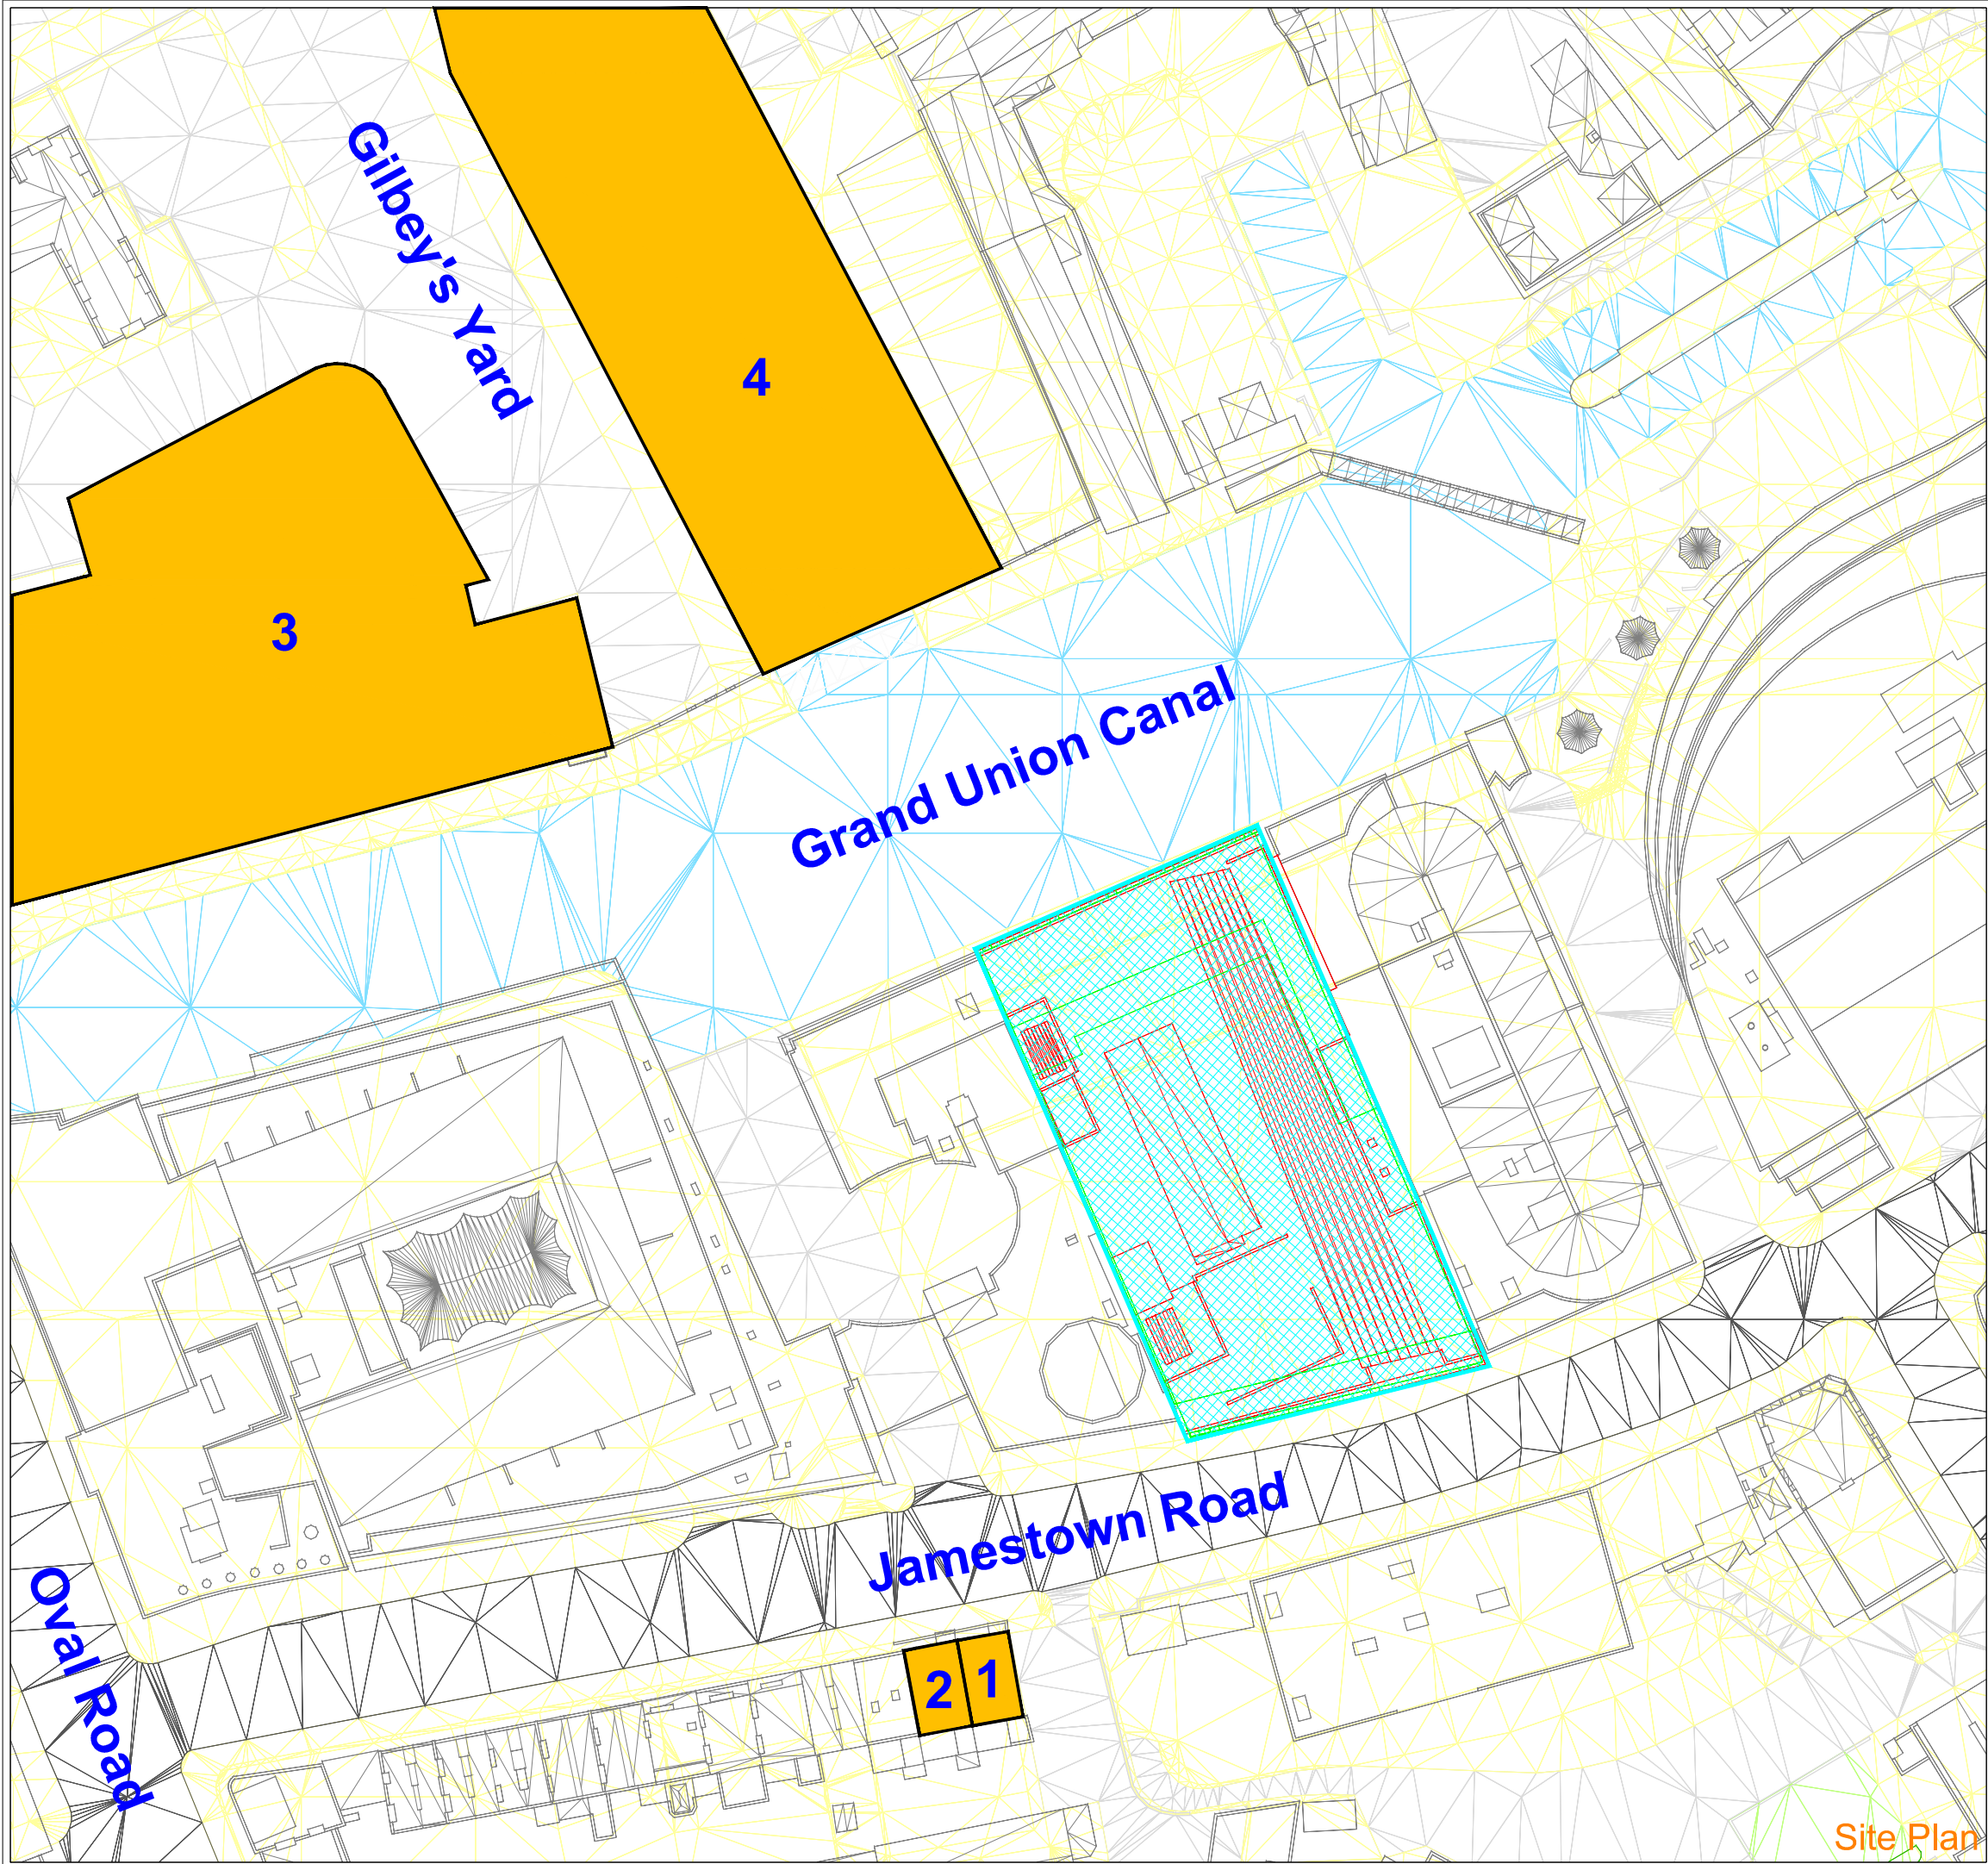 Gilbey's Yard
4
3
Grand Union Canal
Jamestown Road
Oval Road
2
1
Site Plan